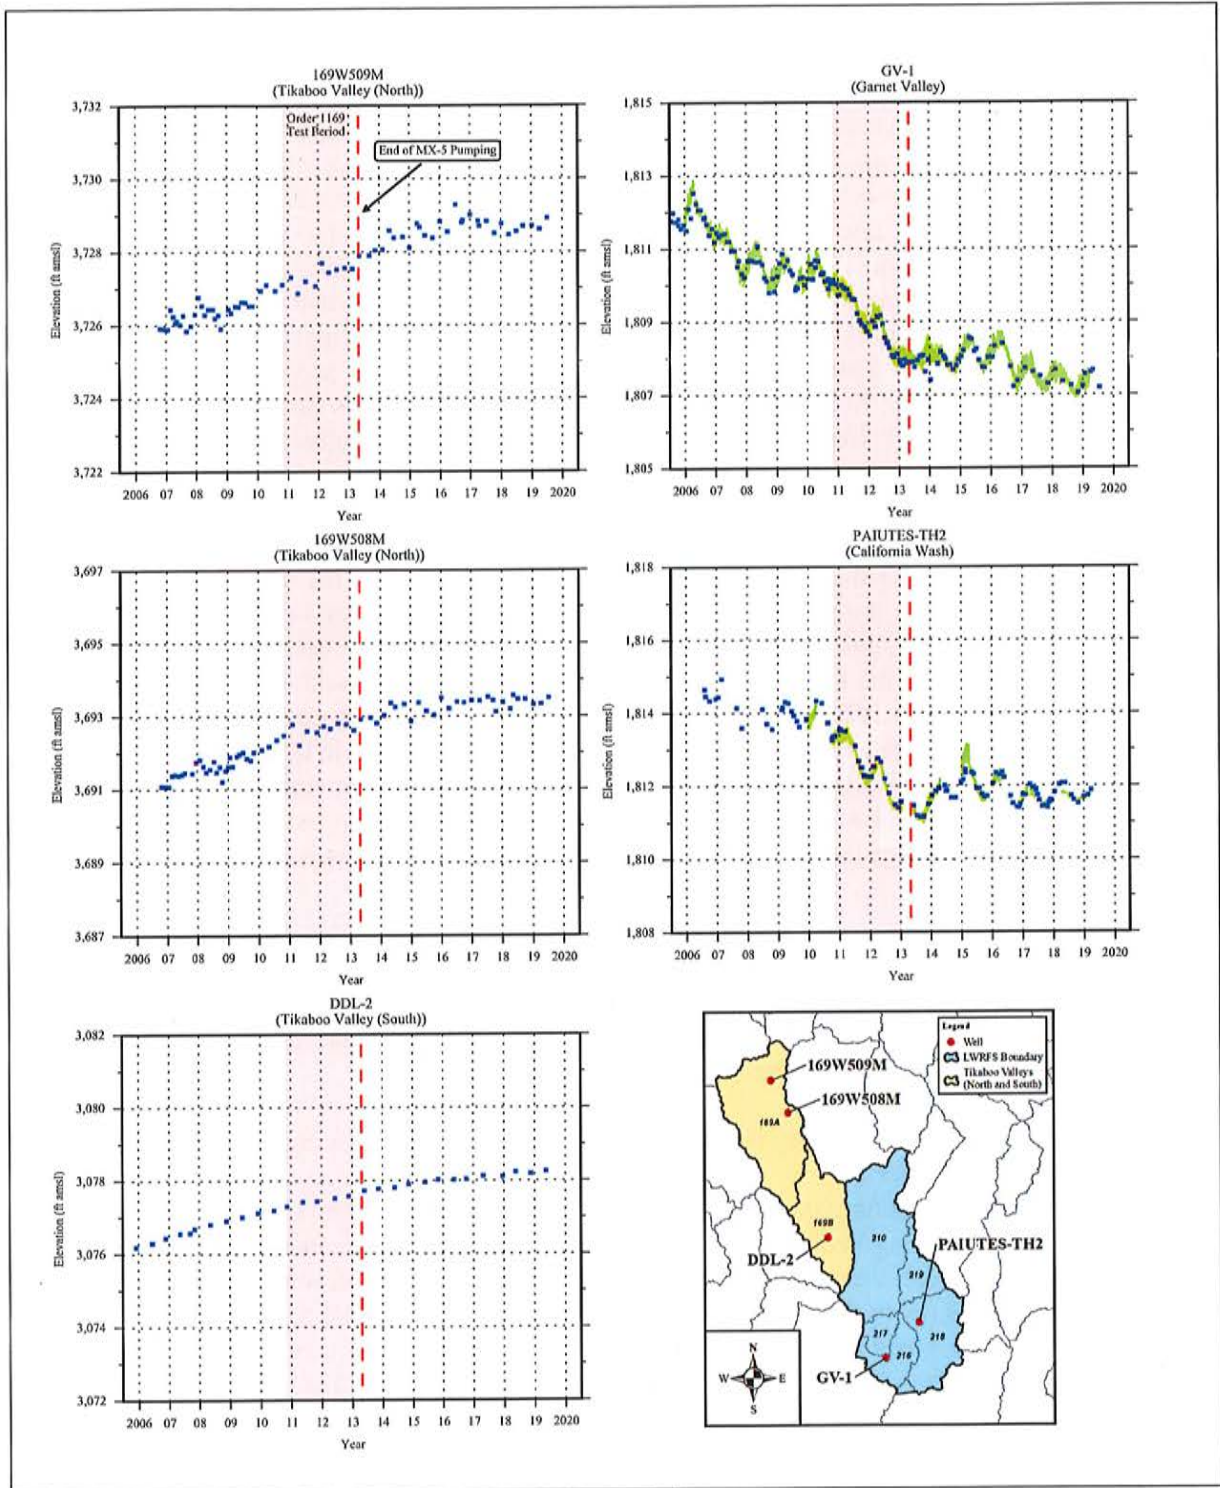 169W509M
(Tikaboo Valley (North))
3,732
3,730
3,728
3,726
3,724
3,722
Elevation (ft amsl)
Order 1169
Test Period
End of MX-5 Pumping
2006 07 08 09 10 11 12 13 14 15 16 17 18 19 2020
Year
GV-1
(Garnet Valley)
1,815
1,813
1,811
1,809
1,807
1,805
Elevation (ft amsl)
2006 07 08 09 10 11 12 13 14 15 16 17 18 19 2020
Year
169W508M
(Tikaboo Valley (North))
3,697
3,695
3,693
3,691
3,689
3,687
Elevation (ft amsl)
2006 07 08 09 10 11 12 13 14 15 16 17 18 19 2020
Year
PAIUTES-TH2
(California Wash)
1,818
1,816
1,814
1,812
1,810
1,808
Elevation (ft amsl)
2006 07 08 09 10 11 12 13 14 15 16 17 18 19 2020
Year
DDL-2
(Tikaboo Valley (South))
3,082
3,080
3,078
3,076
3,074
3,072
Elevation (ft amsl)
2006 07 08 09 10 11 12 13 14 15 16 17 18 19 2020
Year
Legend
Well
LWRFS Boundary
Tikaboo Valleys
(North and South)
169W509M
169W508M
169A
169B
210
DDL-2
PAIUTES-TH2
219
217
218
216
GV-1
N
W E
S